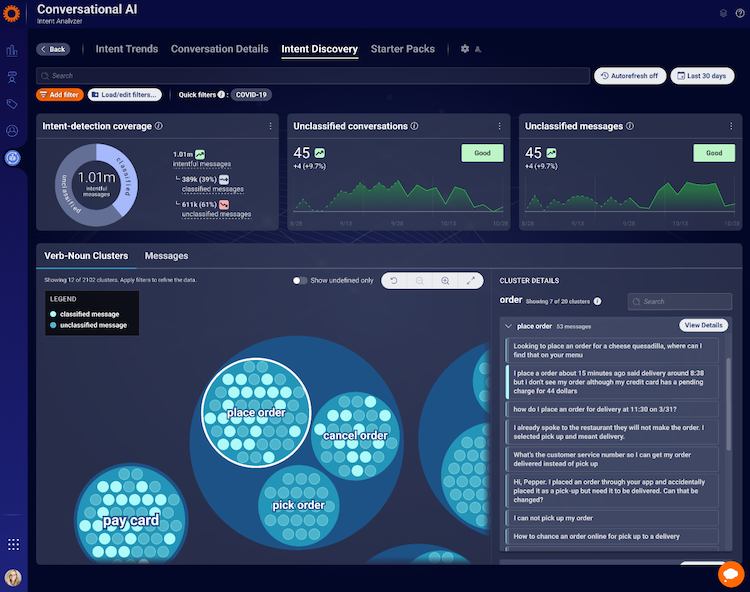 Conversational AI
Intent Analyzer
Back
Intent Trends
Conversation Details
Intent Discovery
Starter Packs
Search
Autorefresh off
Last 30 days
Add filter
Load/edit filters...
Quick filters :
COVID-19
Intent-detection coverage
1.01m
intentful
messages
classified
unclassified
1.01m
intentful messages
389k (39%)
classified messages
611k (61%)
unclassified messages
Unclassified conversations
45
+4 (+9.7%)
Good
8/28 9/13 9/28 10/13 10/28
Unclassified messages
45
+4 (+9.7%)
Good
8/28 9/13 9/28 10/13 10/28
Verb-Noun Clusters
Messages
Showing 12 of 2102 clusters. Apply filters to refine the data.
Show undefined only
LEGEND
classified message
unclassified message
place order
cancel order
pick order
pay card
CLUSTER DETAILS
order Showing 7 of 20 clusters
Search
place order 53 messages
View Details
Looking to place an order for a cheese quesadilla, where can I
find that on your menu
I place a order about 15 minutes ago said delivery around 8:38
but i don't see my order although my credit card has a pending
charge for 44 dollars
how do I place an order for delivery at 11:30 on 3/31?
I already spoke to the restaurant they will not make the order. I
selected pick up and meant delivery.
What's the customer service number so I can get my order
delivered instead of pick up
Hi, Pepper. I placed an order through your app and accidentally
placed it as a pick-up but need it to be delivered. Can that be
changed?
I can not pick up my order
How to chance an order online for pick up to a delivery